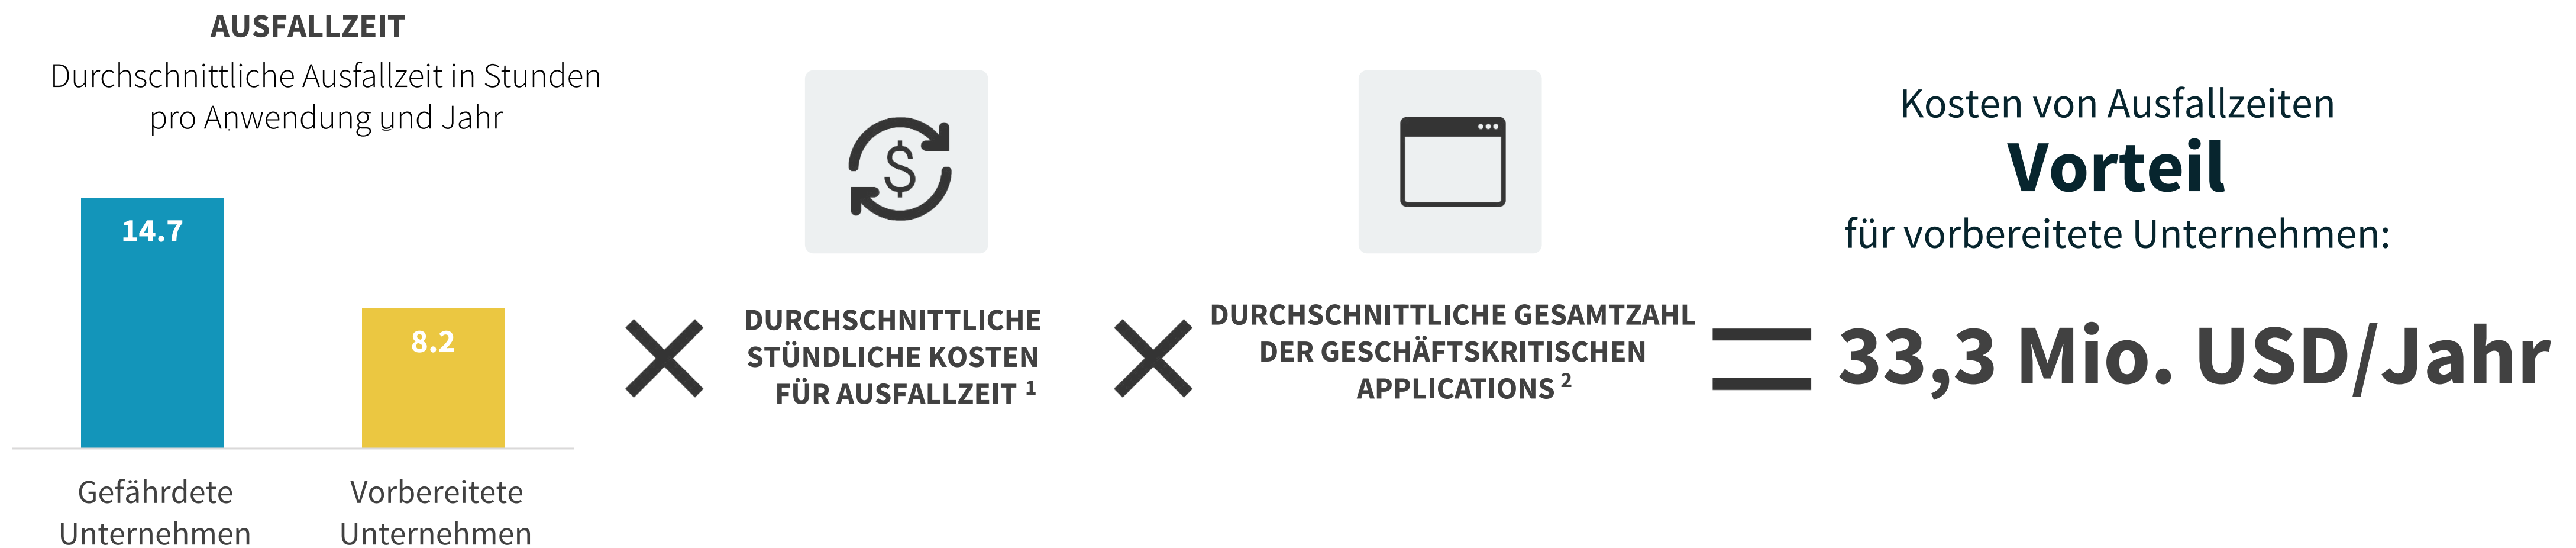 AUSFALLZEIT
Durchschnittliche Ausfallzeit in Stunden
pro Anwendung und Jahr
14.7
8.2
Gefährdete
Unternehmen
Vorbereitete
Unternehmen
$
DURCHSCHNITTLICHE
STÜNDLICHE KOSTEN
FÜR AUSFALLZEIT 1
DURCHSCHNITTLICHE GESAMTZAHL
DER GESCHÄFTSKRITISCHEN
APPLICATIONS 2
Kosten von Ausfallzeiten
Vorteil
für vorbereitete Unternehmen:
33,3 Mio. USD/Jahr